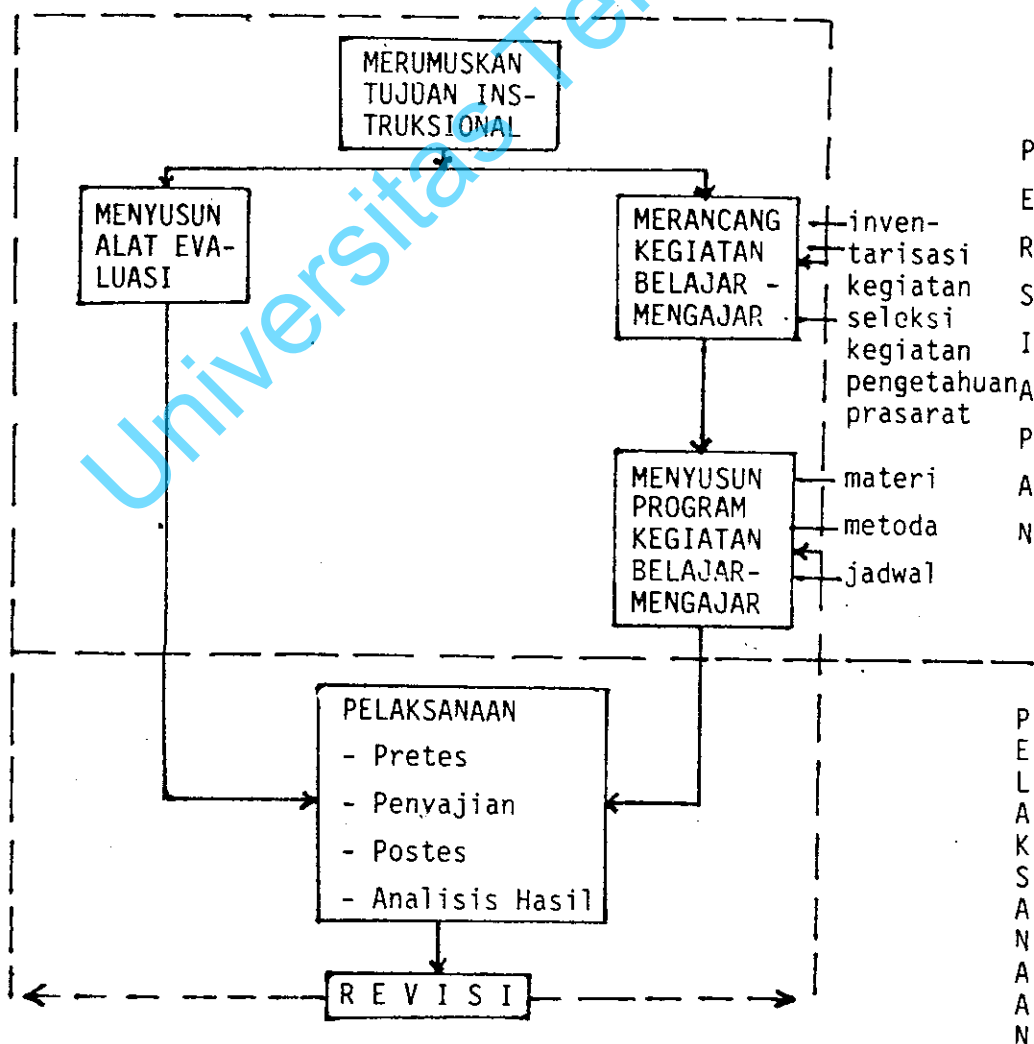 Universitas Te
MERUMUSKAN
TUJUAN INS-
TRUKSIONAL
MENYUSUN
ALAT EVA-
LUASI
MERANCANG
KEGIATAN
BELAJAR -
MENGAJAR
inven-
tarisasi
kegiatan
seleksi
kegiatan
pengetahuan
prasarat
MENYUSUN
PROGRAM
KEGIATAN
BELAJAR-
MENGAJAR
materi
metoda
jadwal
P E R S I A P A N
PELAKSANAAN
- Pretes
- Penyajian
- Postes
- Analisis Hasil
R E V I S I
P E L A K S A N A A N